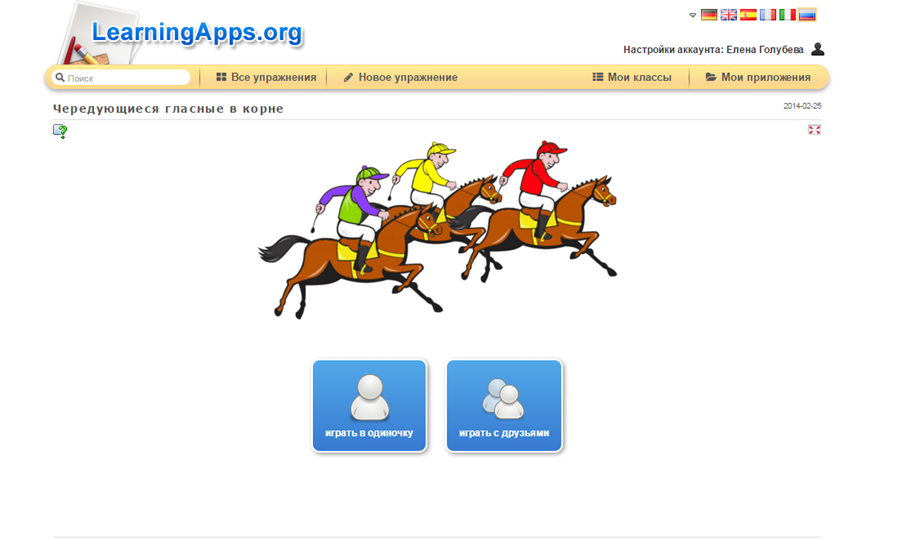 LearningApps.org
Настройки аккаунта: Елена Голубева
Поиск
Все упражнения
Новое упражнение
Мои классы
Мои приложения
Чередующиеся гласные в корне
2014-02-25
играть в одиночку
играть с друзьями